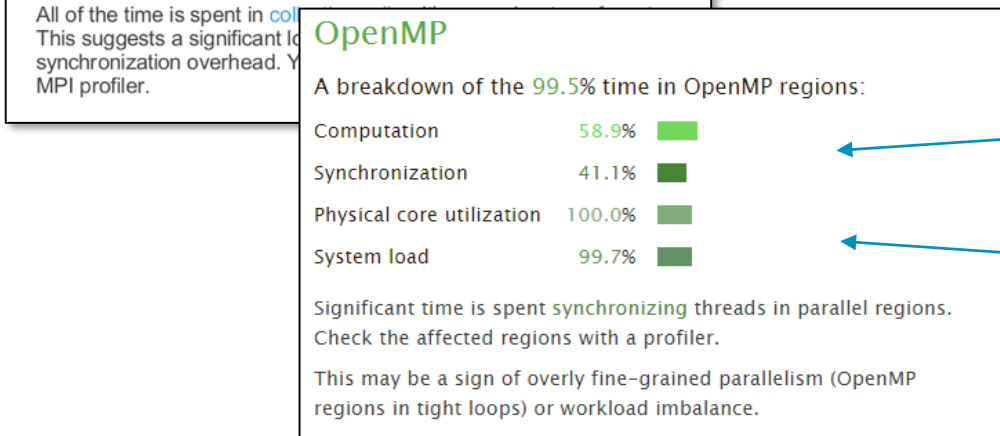 All of the time is spent in
This suggests a significant
synchronization overhead.
MPI profiler.
OpenMP
A breakdown of the 99.5% time in OpenMP regions:
Computation 58.9%
Synchronization 41.1%
Physical core utilization 100.0%
System load 99.7%
Significant time is spent synchronizing threads in parallel regions.
Check the affected regions with a profiler.
This may be a sign of overly fine-grained parallelism (OpenMP
regions in tight loops) or workload imbalance.